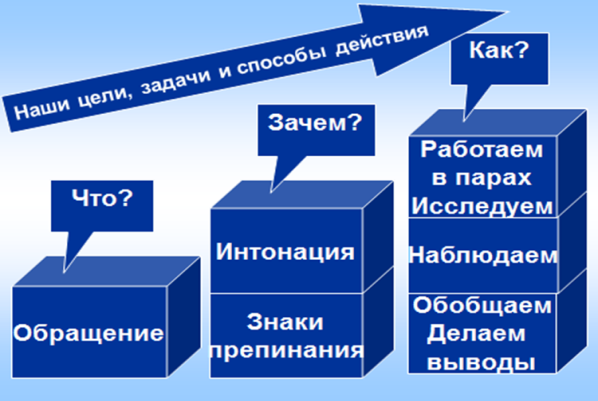 Наши цели, задачи и способы действия
Что?
Обращение
Зачем?
Интонация
Знаки
препинания
Как?
Работаем
в парах
Исследуем
Наблюдаем
Обобщаем
Делаем
выводы